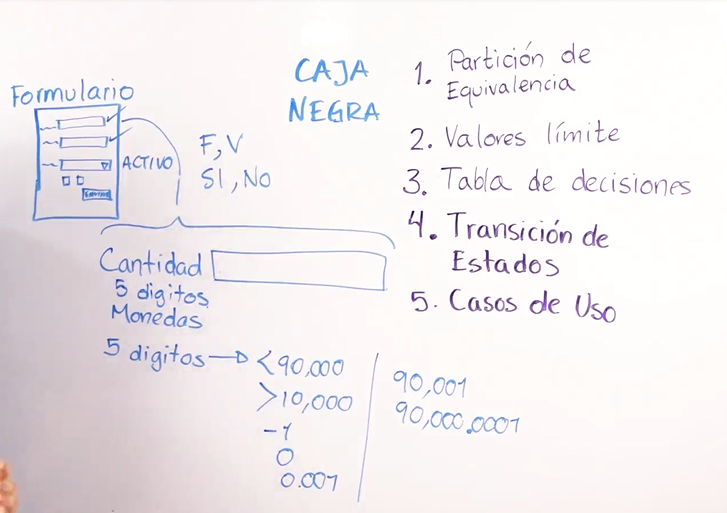 CAJA
NEGRA
1. Partición de
Equivalencia
2. Valores límite
3. Tabla de decisiones
4. Transición de
Estados
5. Casos de Uso
Formulario
ACTIVO
F, V
SI, NO
Cantidad
5 digitos
Monedas
5 digitos → <90,000
>10,000
-1
0
0.001
90,001
90,000.0001